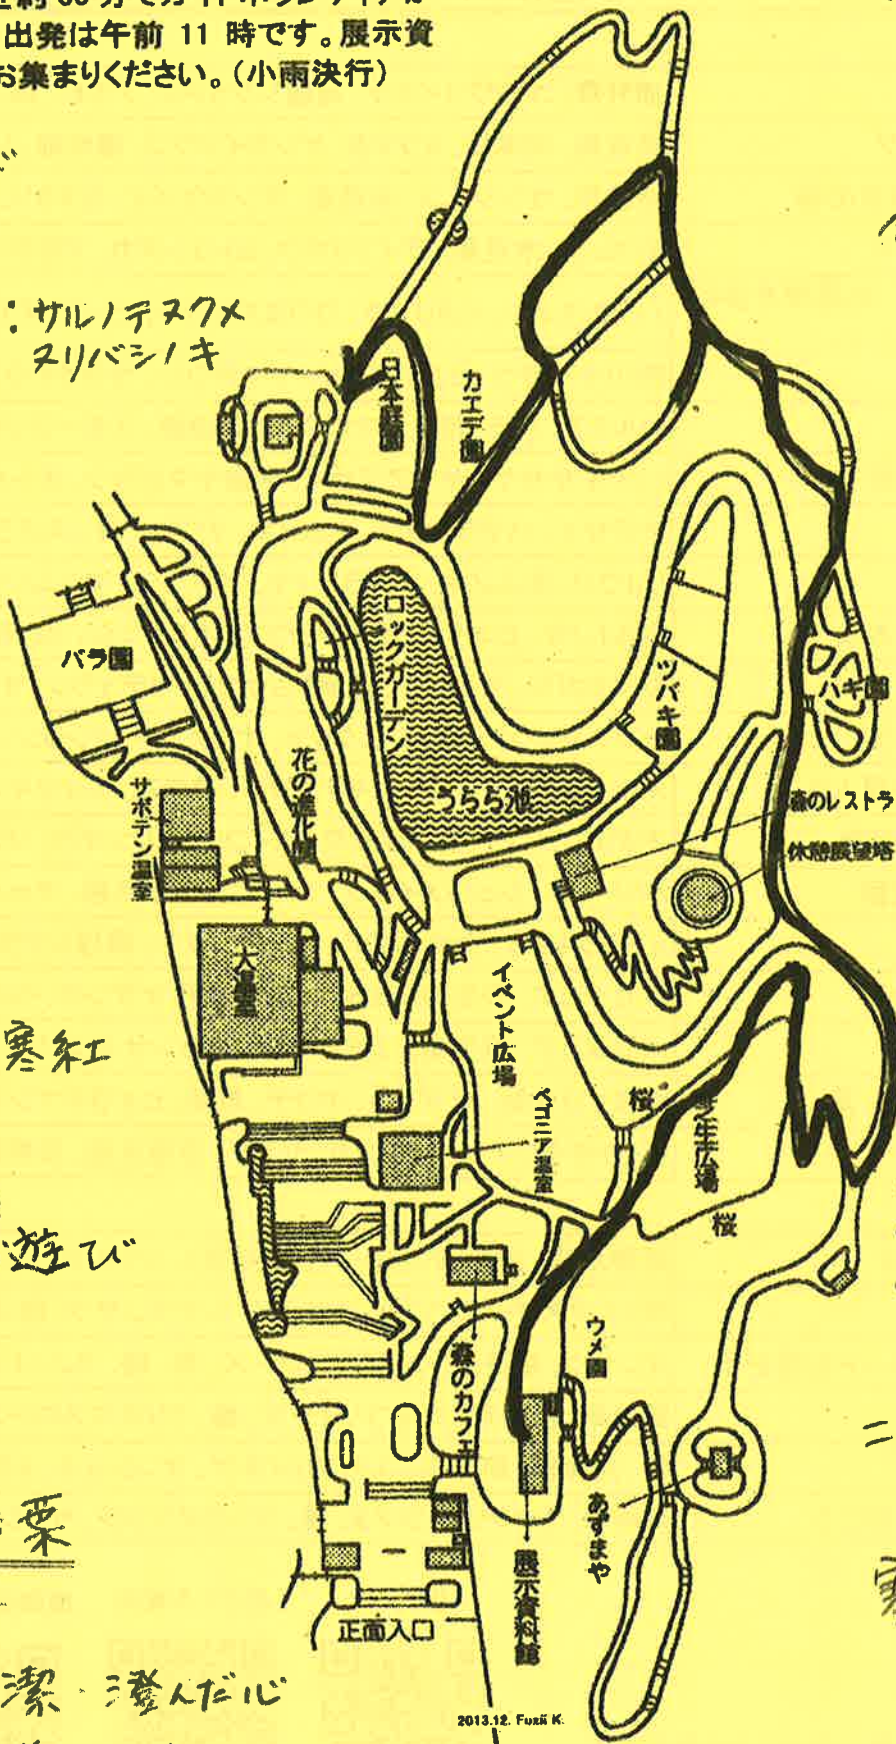 出発は午前 11 時です。展示資
お集まりください。(小雨決行)
：サルノテヌクメ
ヌリバシノキ
日本庭園
カエデ園
バラ園
ロックガーデン
ツバキ園
ハギ園
花の進化園
うらら池
サボテン温室
森のレストラ
休憩展望塔
大温室
イベント広場
寒紅
桜
芝生広場
ベゴニア温室
桜
遊び
ウメ園
森のカフェ
栗
あずまや
展示資料館
正面入口
潔 澄んだ心
2013.12. Fuzii K.